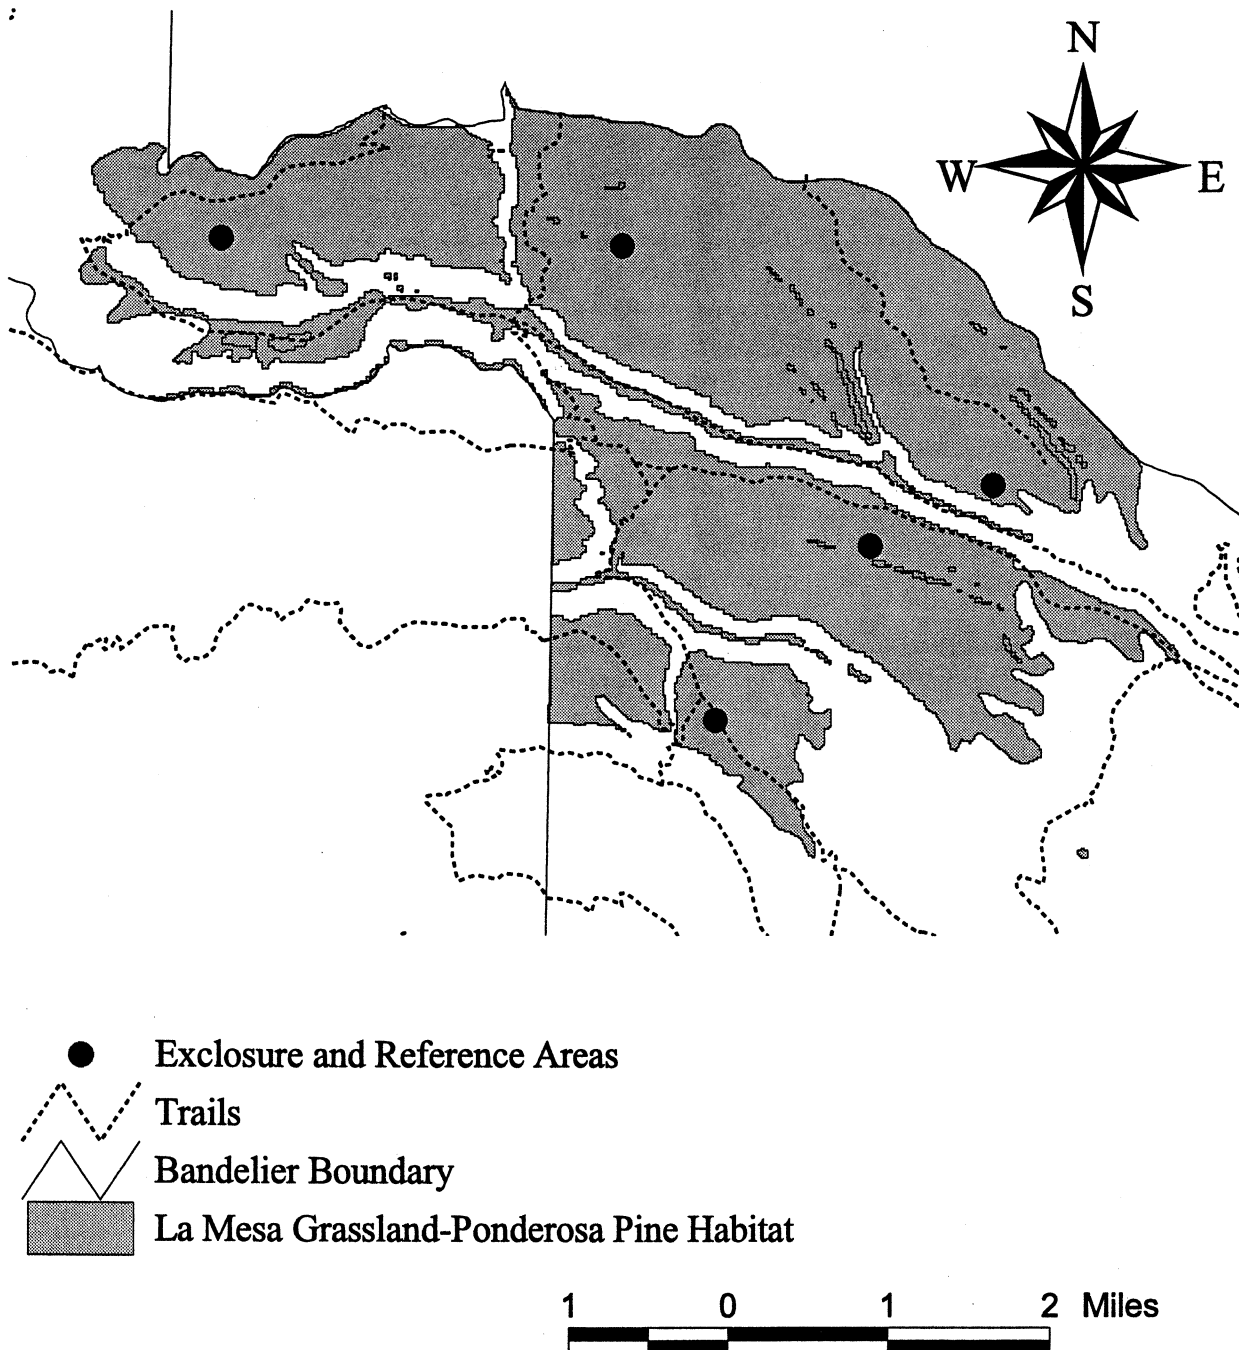 N
W E
S
Exclosure and Reference Areas
Trails
Bandelier Boundary
La Mesa Grassland-Ponderosa Pine Habitat
1 0 1 2 Miles